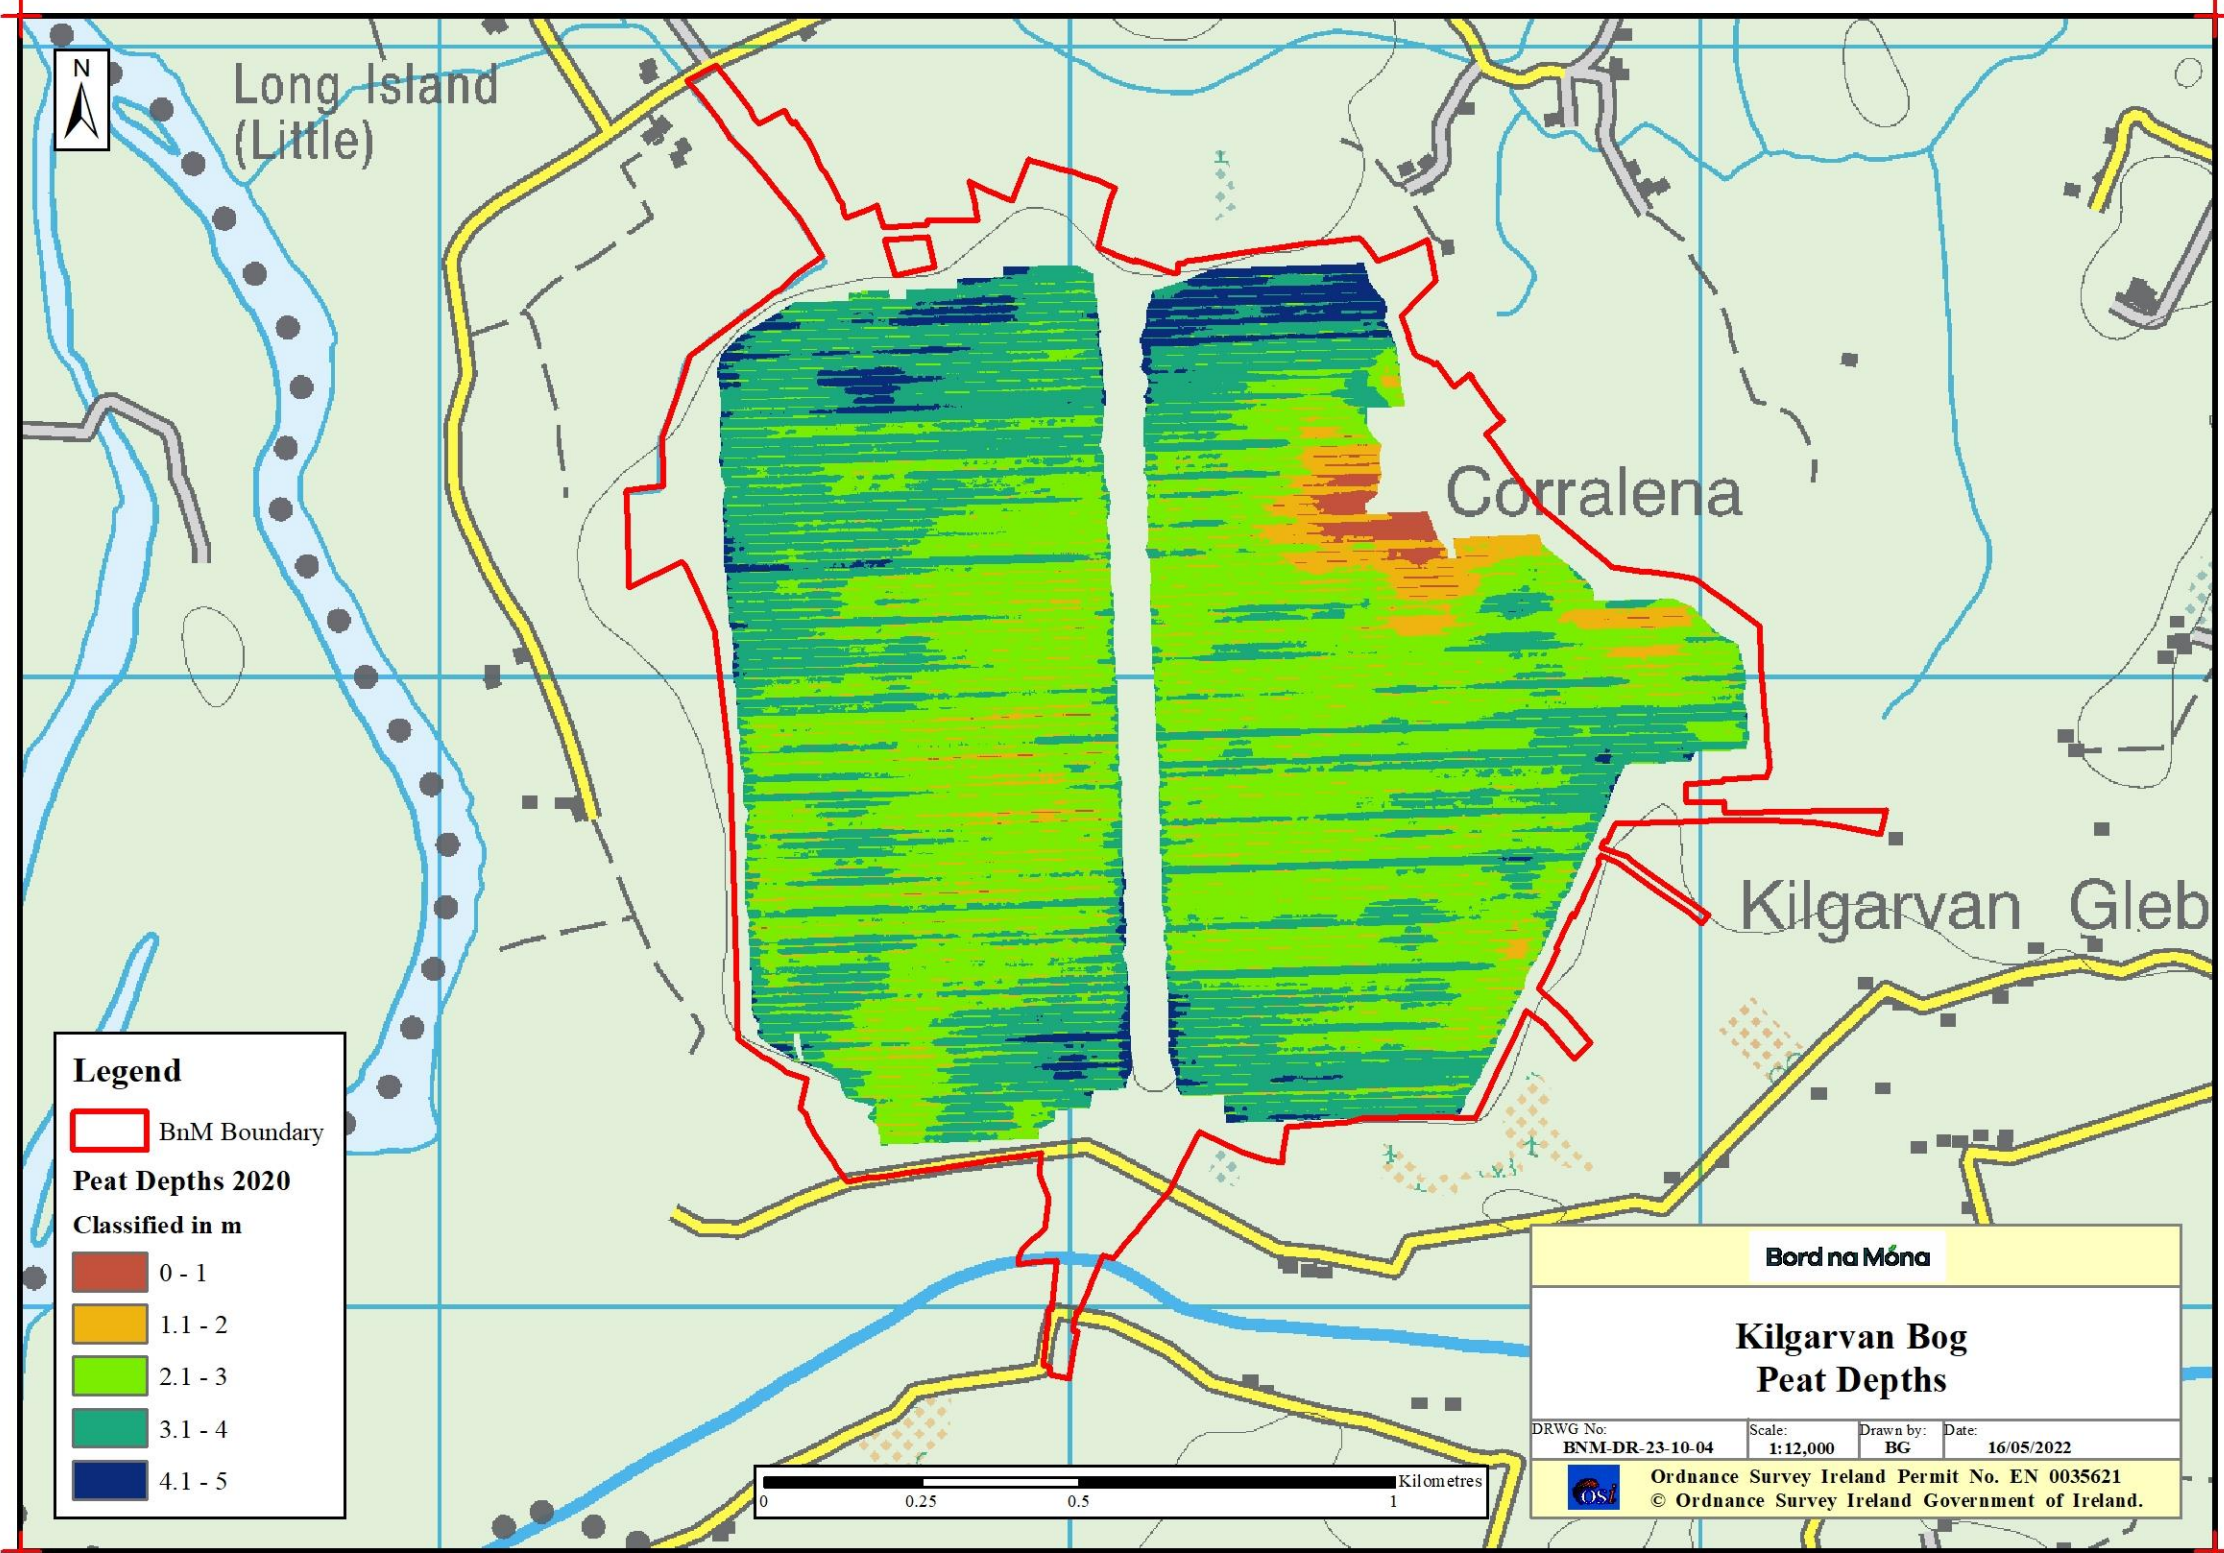 N
Long Island
(Little)
Corralena
Kilgarvan Gleb
Legend
BnM Boundary
Peat Depths 2020
Classified in m
0 - 1
1.1 - 2
2.1 - 3
3.1 - 4
4.1 - 5
Kilometres
0 0.25 0.5 1
Bord na Móna
Kilgarvan Bog
Peat Depths
DRWG No: Scale: Drawn by: Date:
BNM-DR-23-10-04 1:12,000 BG 16/05/2022
OSi
Ordnance Survey Ireland Permit No. EN 0035621
© Ordnance Survey Ireland Government of Ireland.